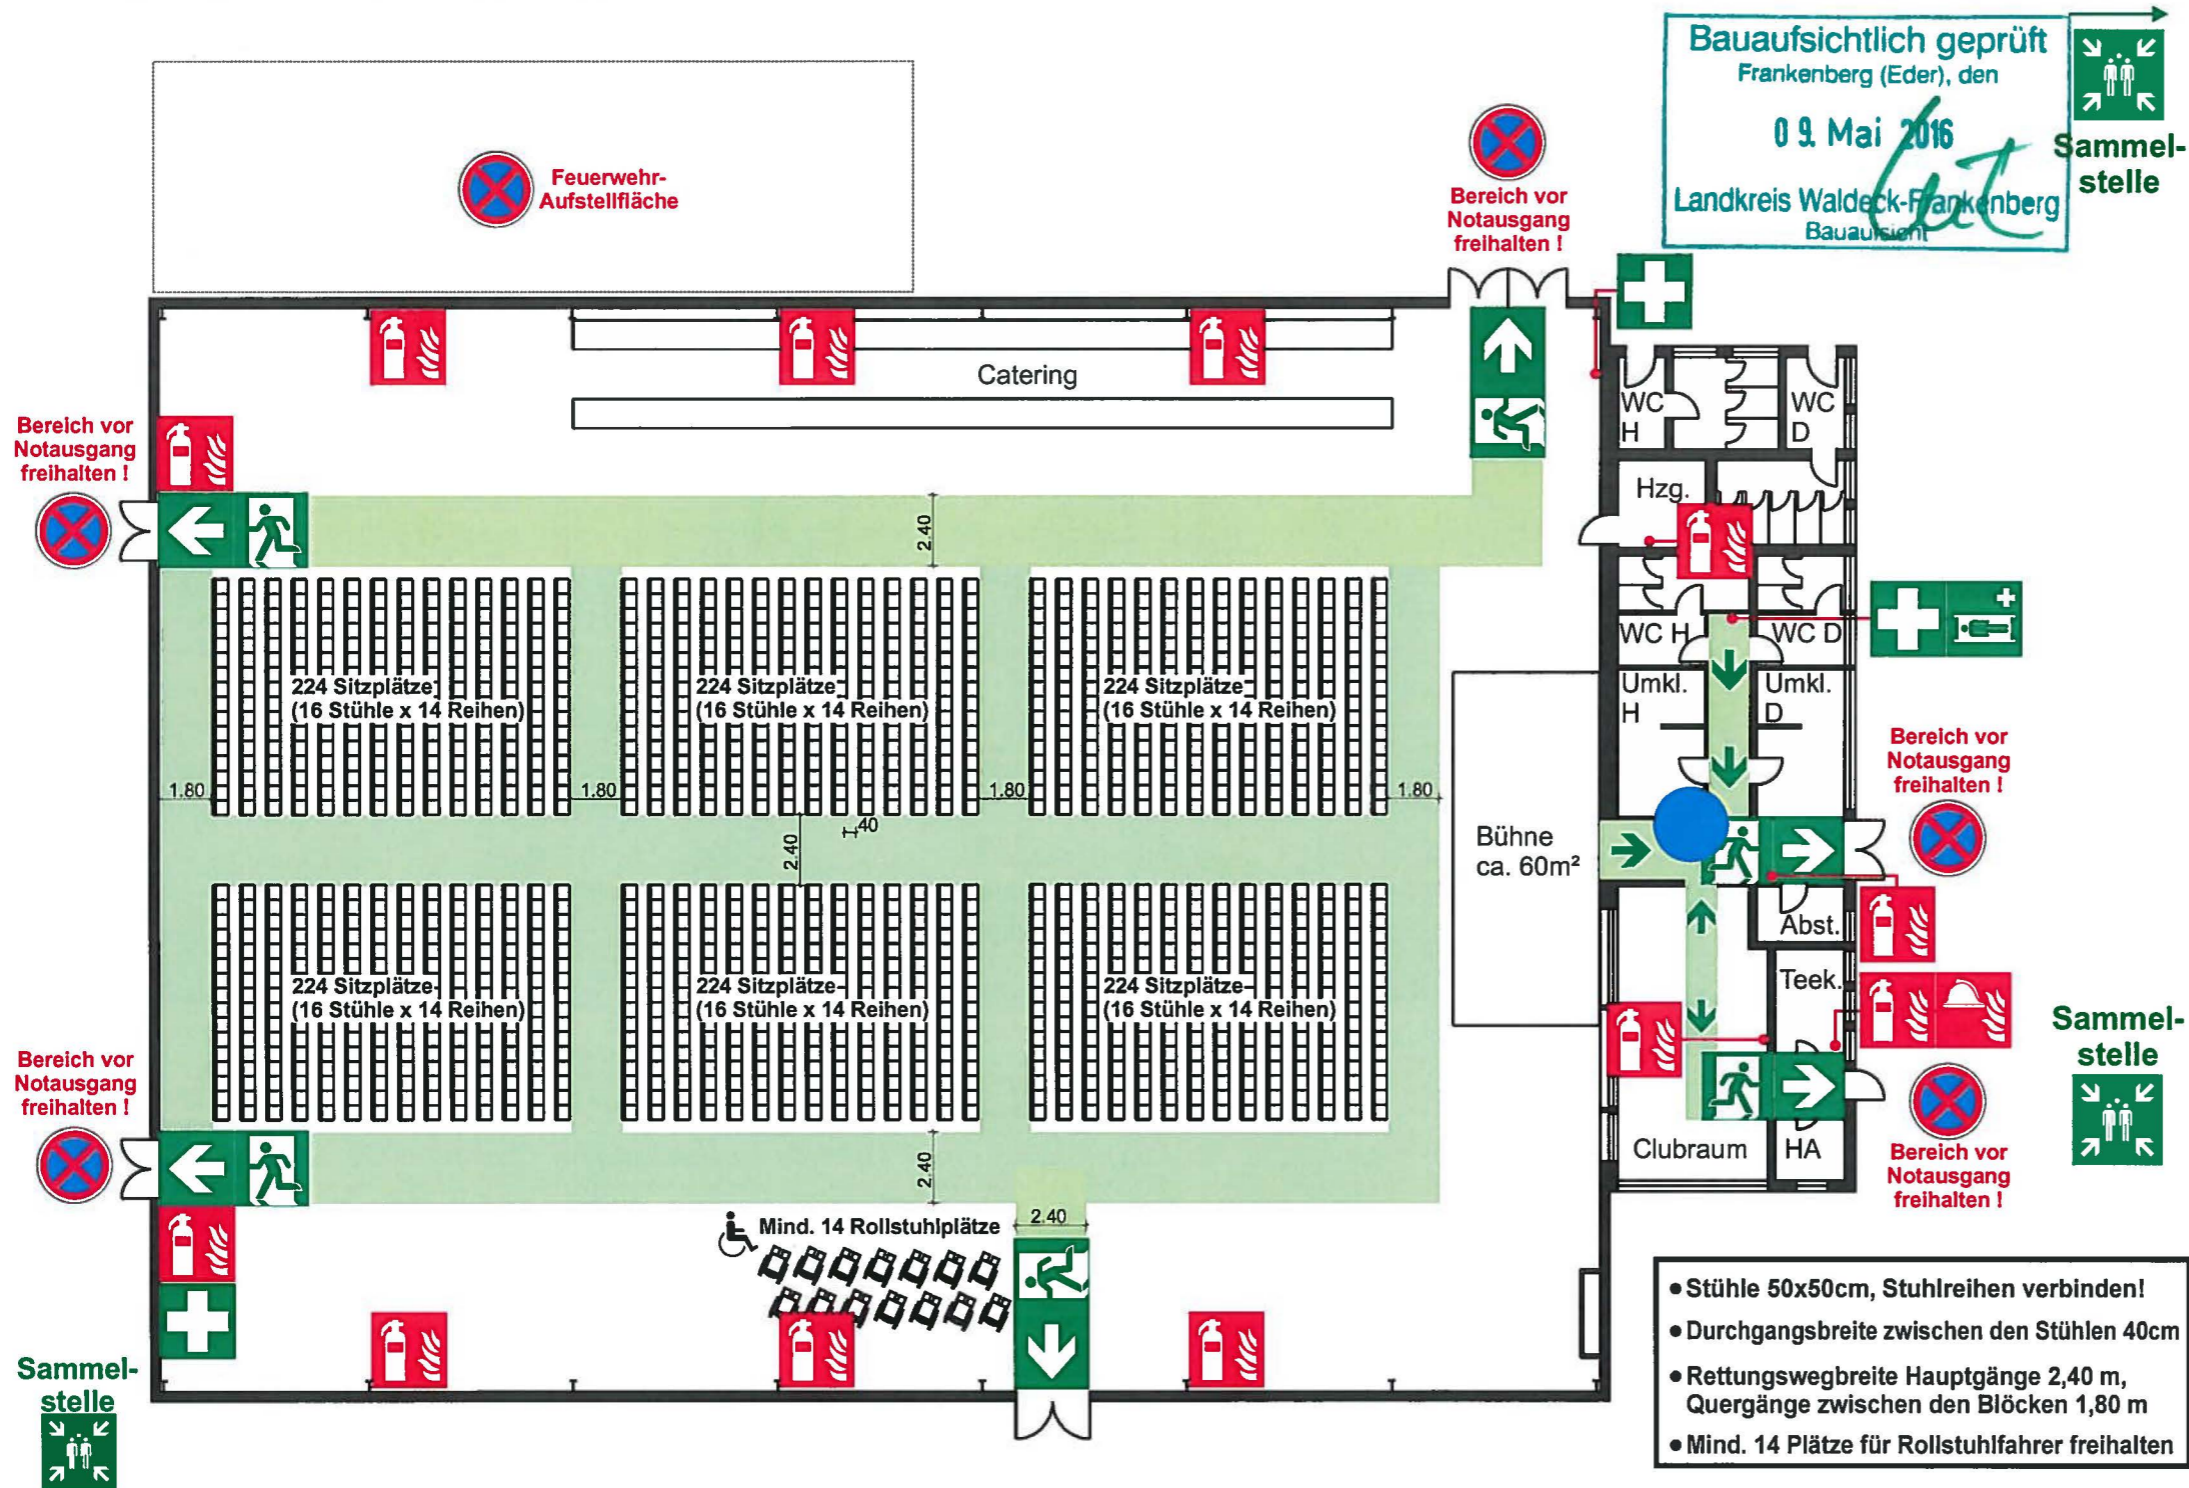 Bauaufsichtlich geprüft
Frankenberg (Eder), den
09. Mai 2016
Landkreis Waldeck-Frankenberg
Bauaufsicht
Sammel-
stelle
Feuerwehr-
Aufstellfläche
Bereich vor
Notausgang
freihalten !
Catering
WC
H
WC
D
Bereich vor
Notausgang
freihalten !
Hzg.
2.40
WC H
WC D
224 Sitzplätze
(16 Stühle x 14 Reihen)
224 Sitzplätze
(16 Stühle x 14 Reihen)
224 Sitzplätze
(16 Stühle x 14 Reihen)
Umkl.
H
Umkl.
D
Bereich vor
Notausgang
freihalten !
1.80
1.80
1.80
1.80
40
2.40
Bühne
ca. 60m²
Abst.
224 Sitzplätze
(16 Stühle x 14 Reihen)
224 Sitzplätze
(16 Stühle x 14 Reihen)
224 Sitzplätze
(16 Stühle x 14 Reihen)
Teek.
Sammel-
stelle
Bereich vor
Notausgang
freihalten !
2.40
Clubraum
HA
Bereich vor
Notausgang
freihalten !
Mind. 14 Rollstuhlplätze
2.40
• Stühle 50x50cm, Stuhlreihen verbinden!
• Durchgangsbreite zwischen den Stühlen 40cm
• Rettungswegbreite Hauptgänge 2,40 m,
Quergänge zwischen den Blöcken 1,80 m
• Mind. 14 Plätze für Rollstuhlfahrer freihalten
Sammel-
stelle